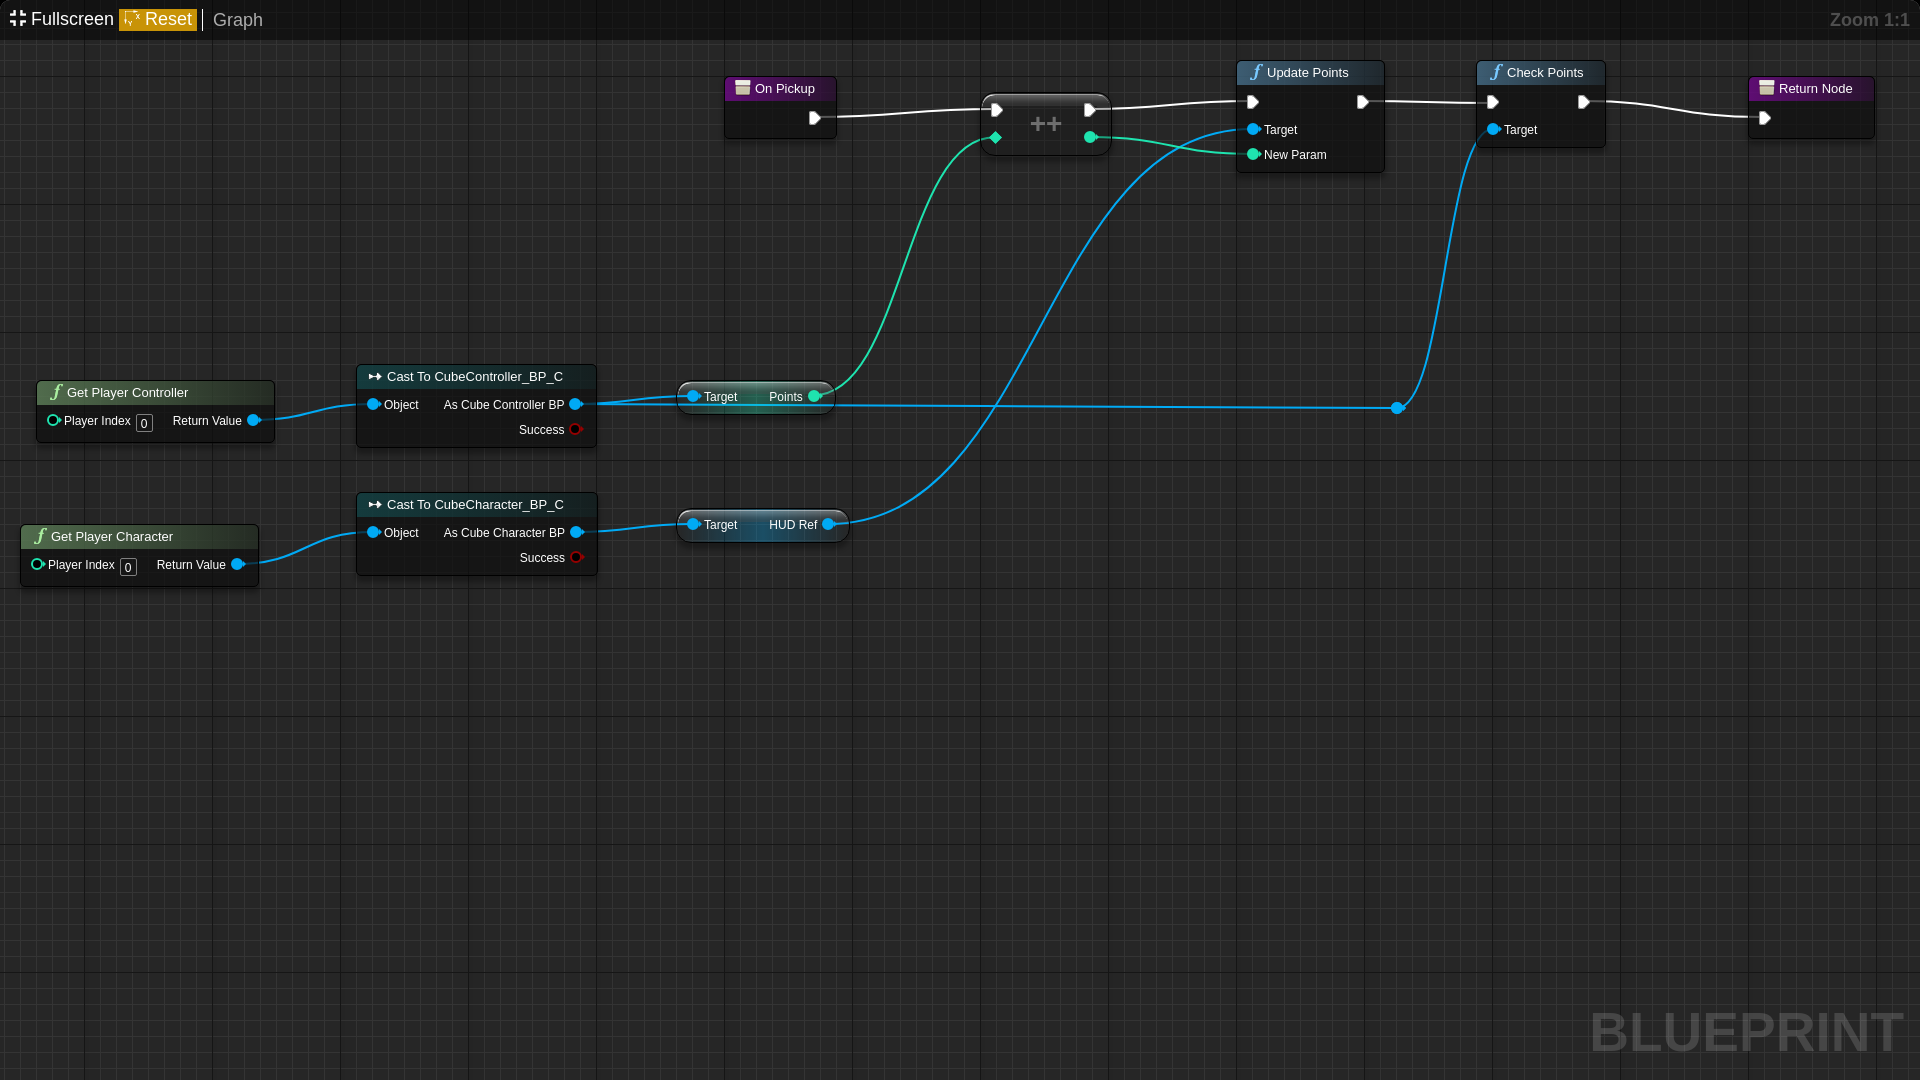 Fullscreen Reset Graph Zoom 1:1
On Pickup
++
Update Points
Target
New Param
Check Points
Target
Return Node
Get Player Controller
Player Index 0 Return Value
Cast To CubeController_BP_C
Object As Cube Controller BP
Success
Target Points
Get Player Character
Player Index 0 Return Value
Cast To CubeCharacter_BP_C
Object As Cube Character BP
Success
Target HUD Ref
BLUEPRINT